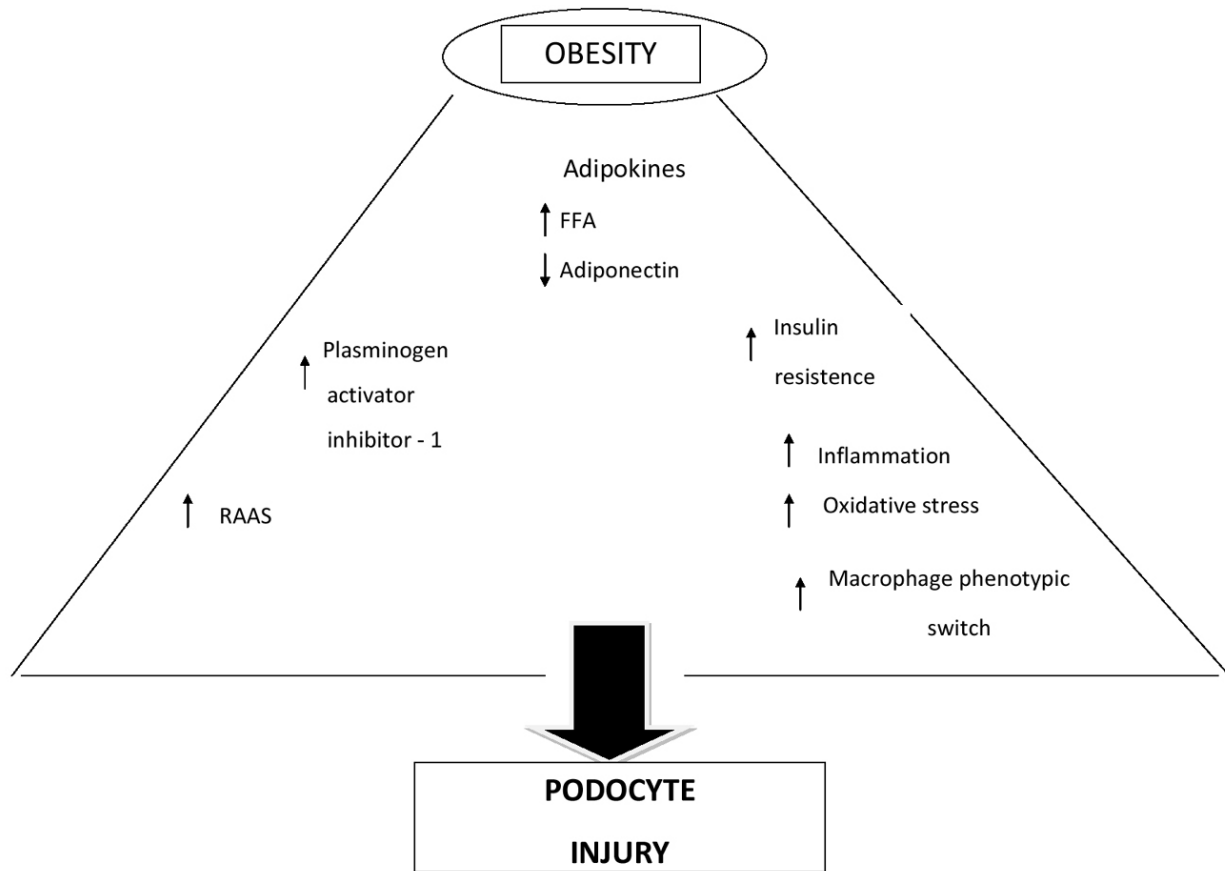 OBESITY
Adipokines
FFA
Adiponectin
Plasminogen
activator
inhibitor - 1
RAAS
Insulin
resistence
Inflammation
Oxidative stress
Macrophage phenotypic
switch
PODOCYTE
INJURY